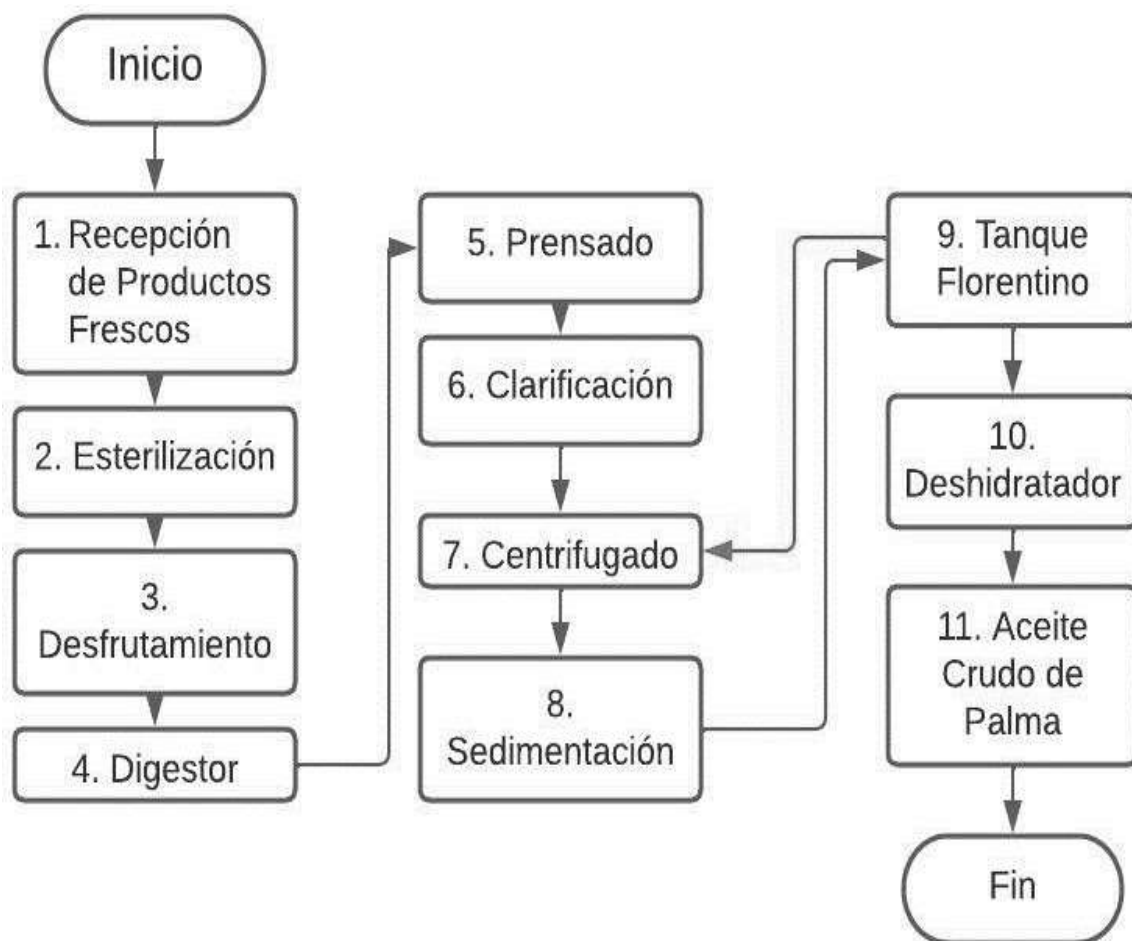 Inicio
1. Recepción
de Productos
Frescos
2. Esterilización
3.
Desfrutamiento
4. Digestor
5. Prensado
6. Clarificación
7. Centrifugado
8.
Sedimentación
9. Tanque
Florentino
10.
Deshidratador
11. Aceite
Crudo de
Palma
Fin